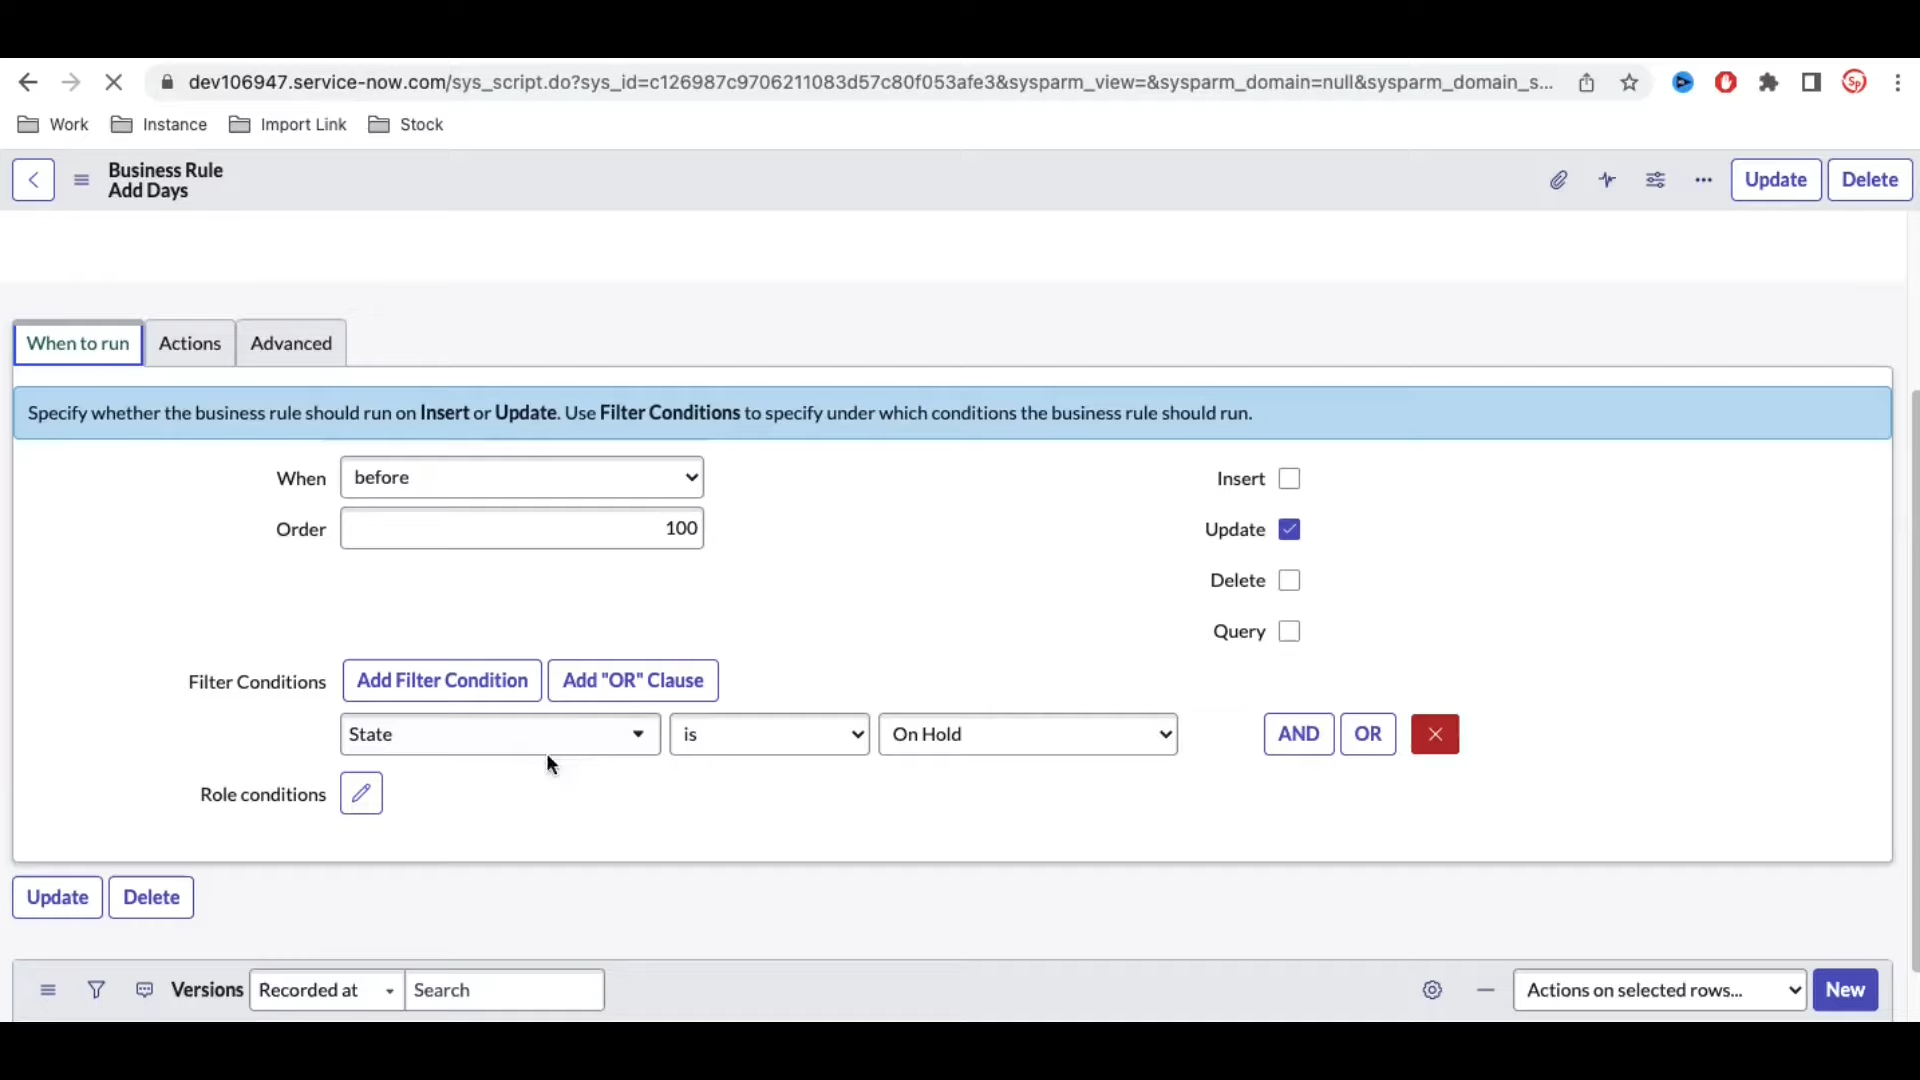 dev106947.service-now.com/sys_script.do?sys_id=c126987c9706211083d57c80f053afe3&sysparm_view=&sysparm_domain=null&sysparm_domain_s...
Sp
Work Instance Import Link Stock
Business Rule
Add Days
Update Delete
When to run Actions Advanced
Specify whether the business rule should run on Insert or Update. Use Filter Conditions to specify under which conditions the business rule should run.
When before Insert
Order 100 Update
Delete
Query
Filter Conditions Add Filter Condition Add "OR" Clause
State is On Hold AND OR
Role conditions
Update Delete
Versions Recorded at Search Actions on selected rows... New